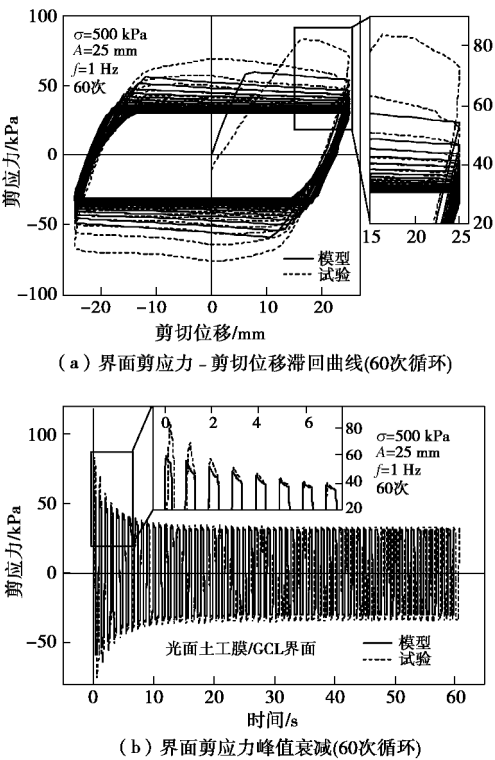 100
50
0
-50
-100
剪应力/kPa
σ=500 kPa
A=25 mm
f=1 Hz
60次
80
60
40
20
15 20 25
模型
试验
-20 -10 0 10 20
剪切位移/mm
(a) 界面剪应力-剪切位移滞回曲线(60次循环)
100
50
0
-50
剪应力/kPa
0 2 4 6
80
60
40
20
σ=500 kPa
A=25 mm
f=1 Hz
60次
光面土工膜/GCL界面
模型
试验
0 10 20 30 40 50 60
时间/s
(b) 界面剪应力峰值衰减(60次循环)